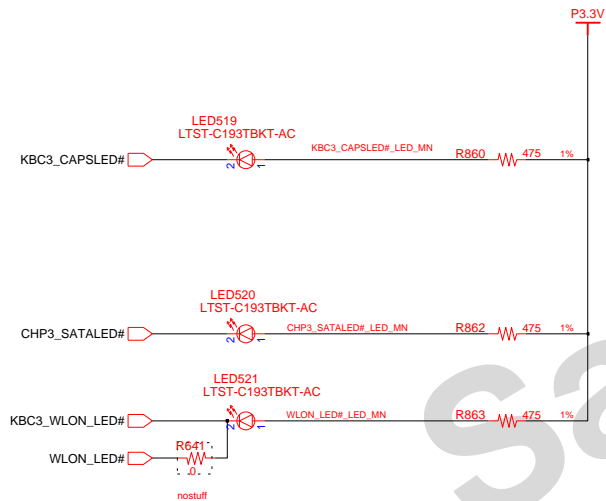 P3.3V
LED519
LTST-C193TBKT-AC
KBC3_CAPSLED#
2
1
KBC3_CAPSLED#_LED_MN
R860
475
1%
LED520
LTST-C193TBKT-AC
CHP3_SATALED#
2
1
CHP3_SATALED#_LED_MN
R862
475
1%
LED521
LTST-C193TBKT-AC
KBC3_WLON_LED#
2
1
WLON_LED#_LED_MN
R863
475
1%
WLON_LED#
R641
0
nostuff
sa